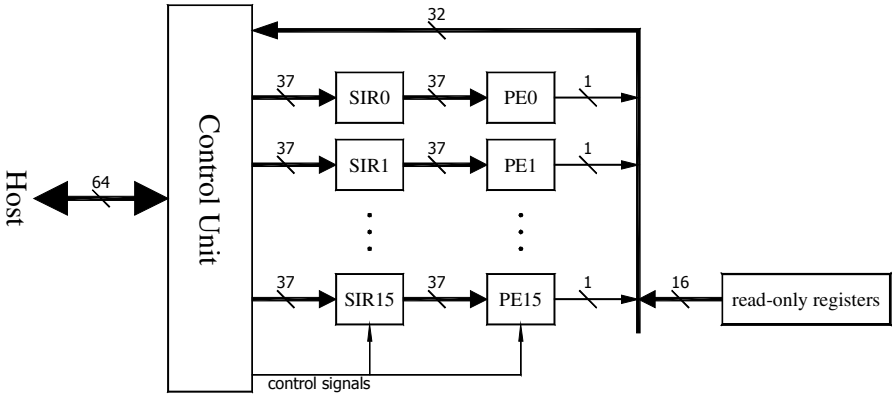 32
37
SIR0
37
PE0
1
37
SIR1
37
PE1
1
Host
64
Control Unit
37
SIR15
37
PE15
1
16
read-only registers
control signals